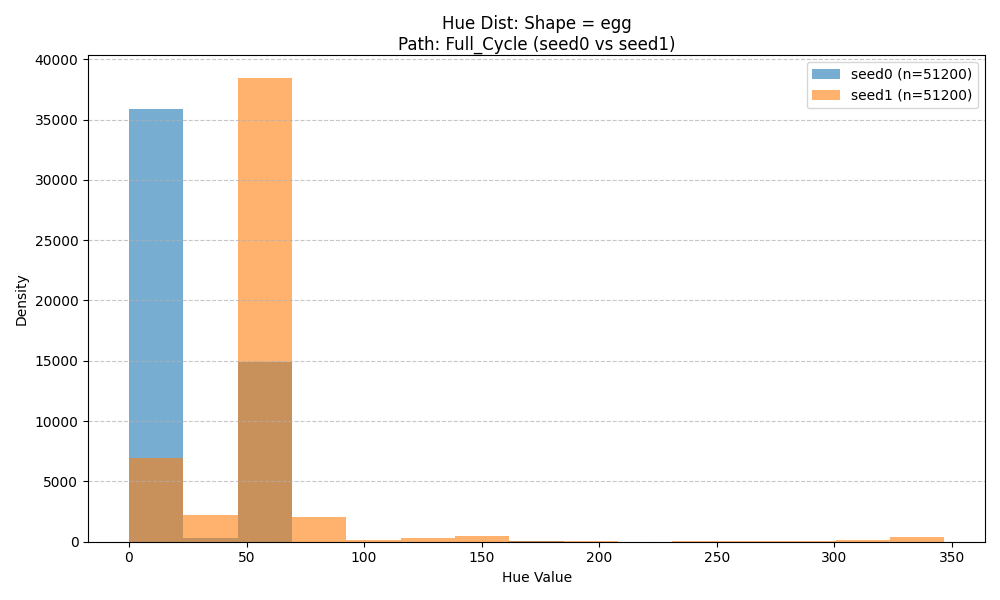 Hue Dist: Shape = egg
Path: Full_Cycle (seed0 vs seed1)
seed0 (n=51200)
seed1 (n=51200)
Density
40000
35000
30000
25000
20000
15000
10000
5000
0
0 50 100 150 200 250 300 350
Hue Value